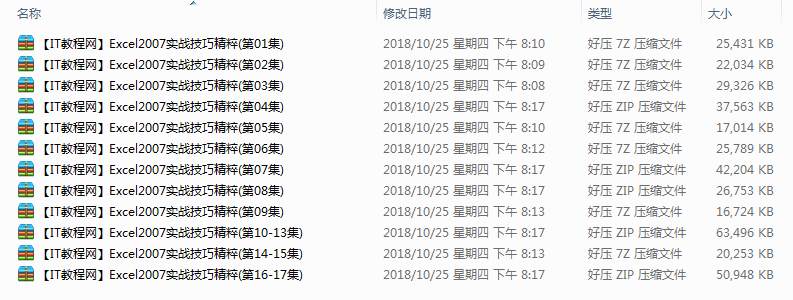 名称 修改日期 类型 大小
【IT教程网】Excel2007实战技巧精粹(第01集) 2018/10/25 星期四 下午 8:10 好压 7Z 压缩文件 25,431 KB
【IT教程网】Excel2007实战技巧精粹(第02集) 2018/10/25 星期四 下午 8:09 好压 7Z 压缩文件 22,034 KB
【IT教程网】Excel2007实战技巧精粹(第03集) 2018/10/25 星期四 下午 8:08 好压 7Z 压缩文件 29,326 KB
【IT教程网】Excel2007实战技巧精粹(第04集) 2018/10/25 星期四 下午 8:17 好压 ZIP 压缩文件 37,563 KB
【IT教程网】Excel2007实战技巧精粹(第05集) 2018/10/25 星期四 下午 8:10 好压 7Z 压缩文件 17,014 KB
【IT教程网】Excel2007实战技巧精粹(第06集) 2018/10/25 星期四 下午 8:12 好压 7Z 压缩文件 25,789 KB
【IT教程网】Excel2007实战技巧精粹(第07集) 2018/10/25 星期四 下午 8:17 好压 ZIP 压缩文件 42,204 KB
【IT教程网】Excel2007实战技巧精粹(第08集) 2018/10/25 星期四 下午 8:17 好压 ZIP 压缩文件 26,753 KB
【IT教程网】Excel2007实战技巧精粹(第09集) 2018/10/25 星期四 下午 8:13 好压 7Z 压缩文件 16,724 KB
【IT教程网】Excel2007实战技巧精粹(第10-13集) 2018/10/25 星期四 下午 8:17 好压 ZIP 压缩文件 63,496 KB
【IT教程网】Excel2007实战技巧精粹(第14-15集) 2018/10/25 星期四 下午 8:13 好压 7Z 压缩文件 20,253 KB
【IT教程网】Excel2007实战技巧精粹(第16-17集) 2018/10/25 星期四 下午 8:17 好压 ZIP 压缩文件 50,948 KB